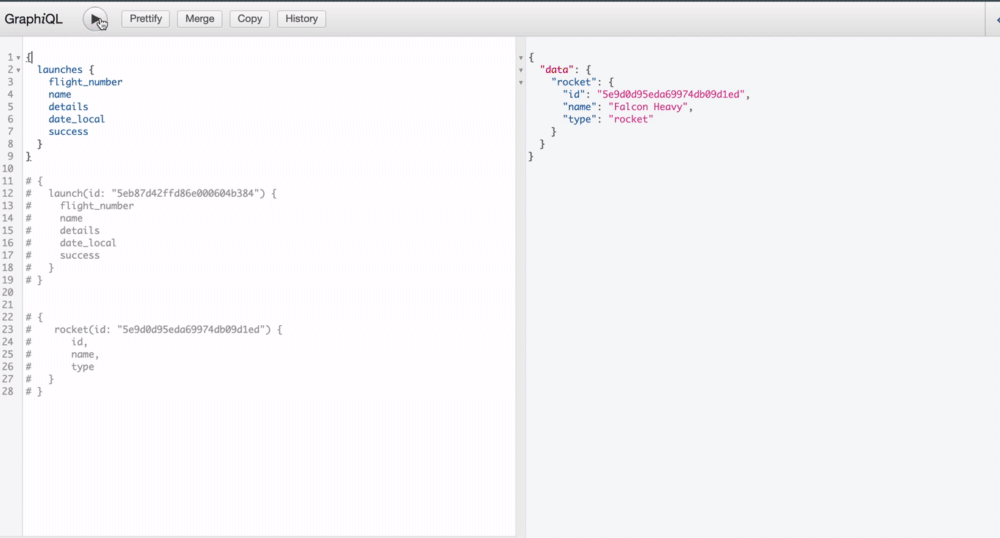 GraphiQL Prettify Merge Copy History
1 {
2 launches {
3 flight_number
4 name
5 details
6 date_local
7 success
8 }
9 }
10
11 # {
12 # launch(id: "5eb87d42ffd86e000604b384") {
13 # flight_number
14 # name
15 # details
16 # date_local
17 # success
18 # }
19 # }
20
21
22 # {
23 # rocket(id: "5e9d0d95eda69974db09d1ed") {
24 # id,
25 # name,
26 # type
27 # }
28 # }
{
"data": {
"rocket": {
"id": "5e9d0d95eda69974db09d1ed",
"name": "Falcon Heavy",
"type": "rocket"
}
}
}